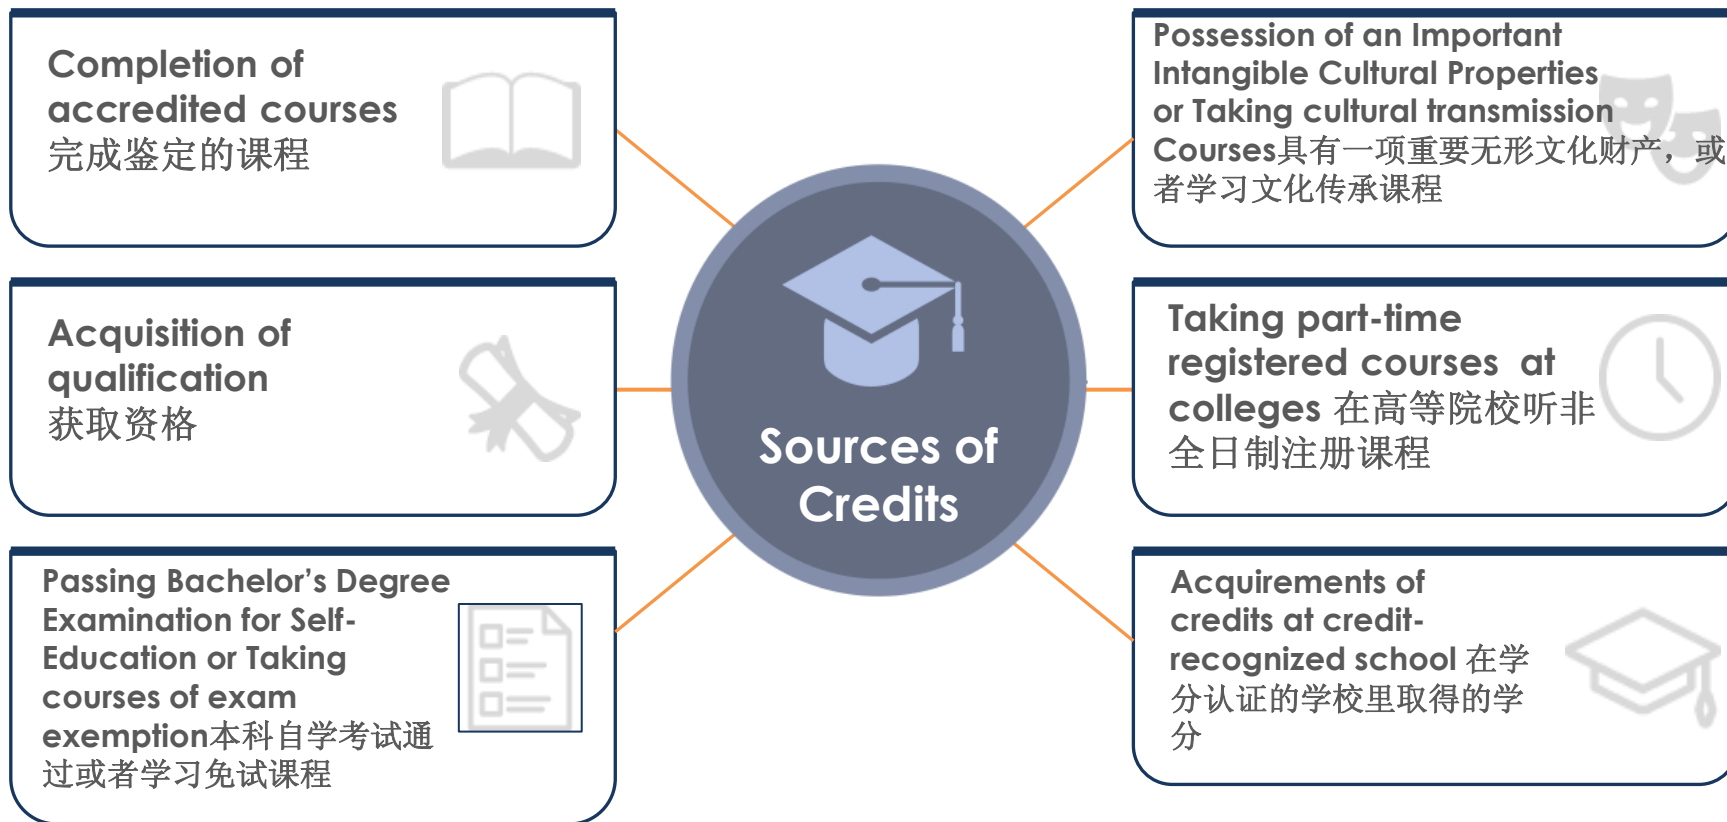 Completion of
accredited courses
完成鉴定的课程
Acquisition of
qualification
获取资格
Passing Bachelor’s Degree
Examination for Self-
Education or Taking
courses of exam
exemption本科自学考试通
过或者学习免试课程
Sources of
Credits
Possession of an Important
Intangible Cultural Properties
or Taking cultural transmission
Courses具有一项重要无形文化财产，或
者学习文化传承课程
Taking part-time
registered courses at
colleges 在高等院校听非
全日制注册课程
Acquirements of
credits at credit-
recognized school 在学
分认证的学校里取得的学
分